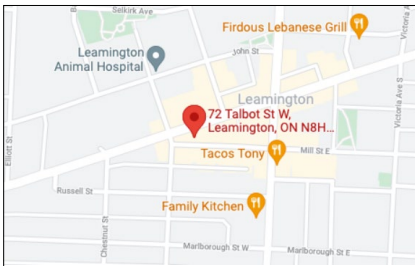 Selkirk Ave
Firdous Lebanese Grill
Leamington
Animal Hospital
John St
Victoria Ave S
Leamington
72 Talbot St W,
Leamington, ON N8H...
Elliott St
Tacos Tony
Mill St E
Russell St
Family Kitchen
Chestnut St
Marlborough St W
Marlborough St E